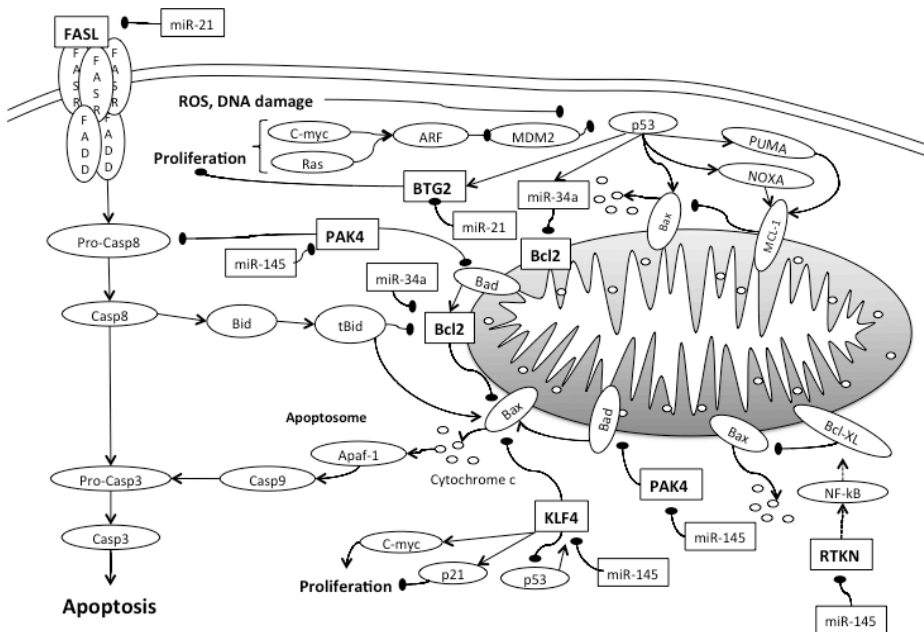 miR-21
FASL
FASR
FASR
FASR
FADD
FADD
ROS, DNA damage
C-myc
ARF
MDM2
p53
PUMA
Ras
Proliferation
NOXA
BTG2
miR-34a
Bax
MCL-1
miR-21
Pro-Casp8
PAK4
miR-145
Bcl2
miR-34a
Bad
Casp8
Bid
tBid
Bcl2
Bax
Apoptosome
Bad
Bax
Bcl-XL
Apaf-1
Pro-Casp3
Casp9
Cytochrome c
PAK4
NF-kB
KLF4
Casp3
C-myc
miR-145
RTKN
p21
p53
miR-145
Proliferation
Apoptosis
miR-145